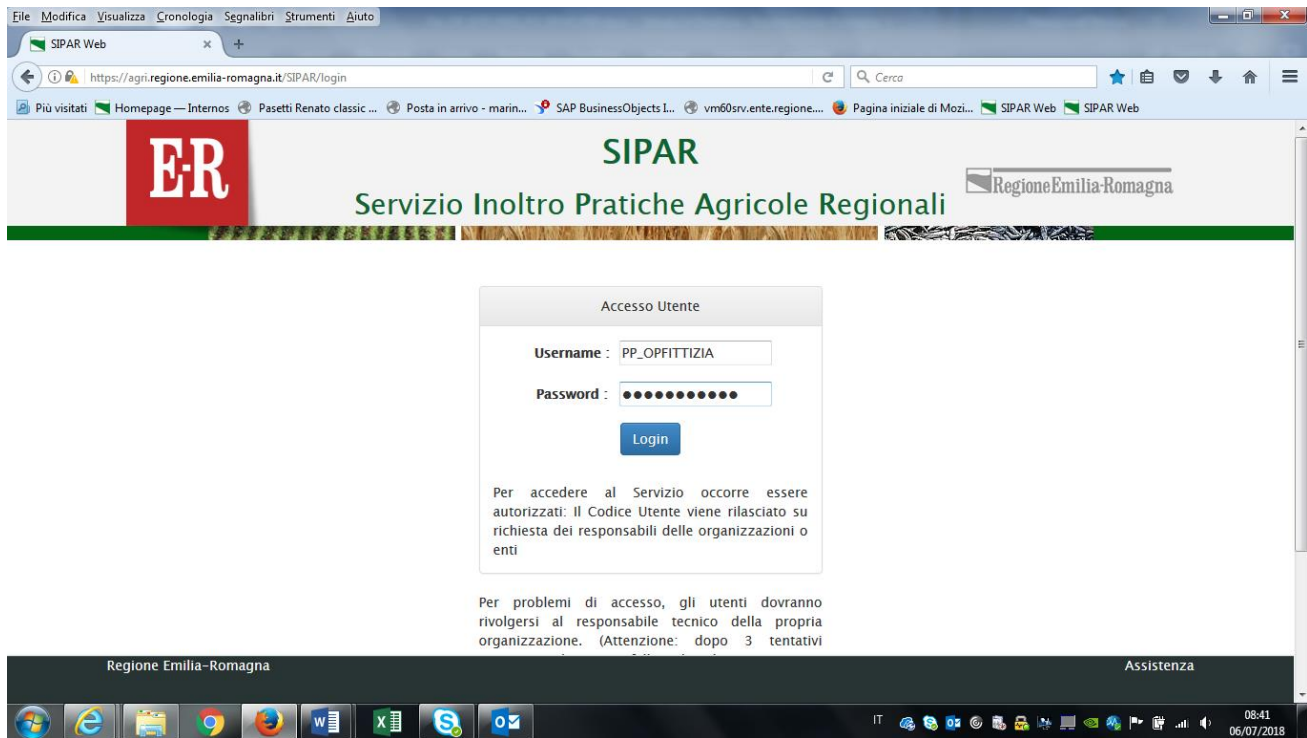 File Modifica Visualizza Cronologia Segnalibri Strumenti Aiuto
SIPAR Web
https://agri.regione.emilia-romagna.it/SIPAR/login
Cerca
Più visitati Homepage — Internos Pasetti Renato classic ... Posta in arrivo - marin... SAP BusinessObjects I... vm60srv.ente.regione.... Pagina iniziale di Mozi... SIPAR Web SIPAR Web
E-R
SIPAR
Servizio Inoltro Pratiche Agricole Regionali
RegioneEmilia-Romagna
Accesso Utente
Username : PP_OPFITTIZIA
Password : ●●●●●●●●●●●
Login
Per accedere al Servizio occorre essere
autorizzati: Il Codice Utente viene rilasciato su
richiesta dei responsabili delle organizzazioni o
enti
Per problemi di accesso, gli utenti dovranno
rivolgersi al responsabile tecnico della propria
organizzazione. (Attenzione: dopo 3 tentativi
Regione Emilia-Romagna Assistenza
IT 08:41
06/07/2018